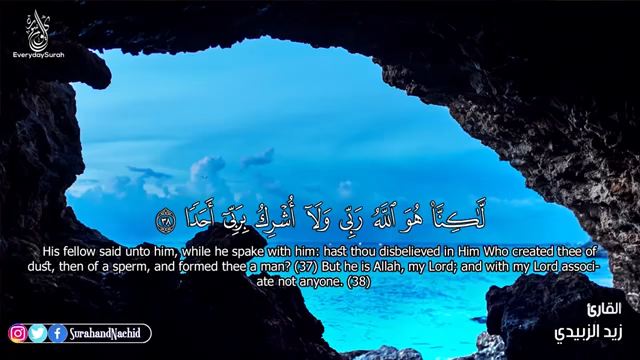 EverydaySurah
لَّٰكِنَّا۠ هُوَ ٱللَّهُ رَبِّي وَلَآ أُشْرِكُ بِرَبِّيٓ أَحَدٗا ٣٨
His fellow said unto him, while he spake with him: hast thou disbelieved in Him Who created thee of
dust, then of a sperm, and formed thee a man? (37) But he is Allah, my Lord; and with my Lord associ-
ate not anyone. (38)
القارئ
زيد الزبيدي
SurahandNachid